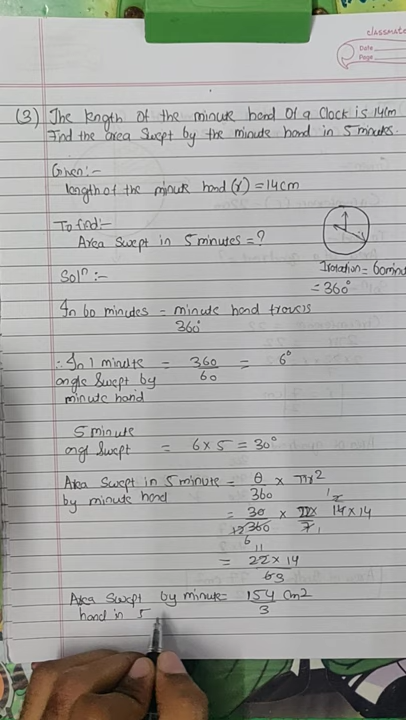 classmate
Date
Page
(3) The length of the minute hand of a clock is 14cm
Find the area swept by the minute hand in 5 minutes.
Given:-
length of the minute hand (r) = 14cm
To find:-
Area swept in 5 minutes = ?
1 rotation = 60 minu
= 360°
Solⁿ :-
In 60 minutes = minute hand travels
360°
∴ In 1 minute = 360/60 = 6°
angle swept by
minute hand
5 minute
angl swept = 6 × 5 = 30°
Area swept in 5 minute = θ/360 × πr²
by minute hand
= 30/360 × 22/7 × 14 × 14
12
6
= 22 × 14 / 63
11
Area swept by minute = 154/3 cm²
hand in 5